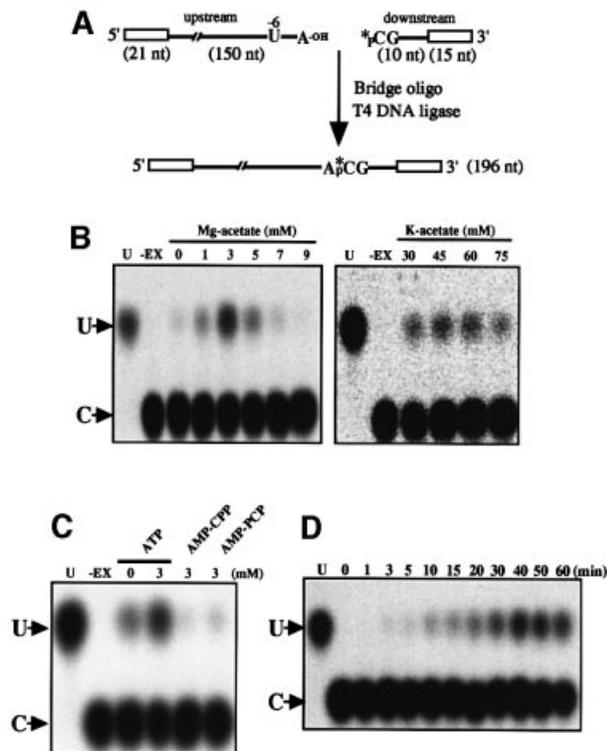 A
upstream
downstream
-6
5' U A-OH
*pCG 3'
(21 nt) (150 nt)
(10 nt) (15 nt)
Bridge oligo
T4 DNA ligase
5' A*pCG 3' (196 nt)
B
Mg-acetate (mM)
U -EX 0 1 3 5 7 9
K-acetate (mM)
U -EX 30 45 60 75
U
C
C
ATP AMP-CPP AMP-PCP
U -EX 0 3 3 3 (mM)
U
C
D
U 0 1 3 5 10 15 20 30 40 50 60 (min)
U
C